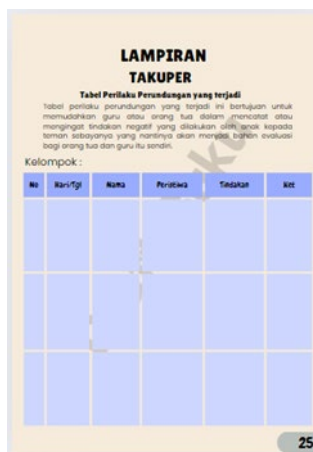 LAMPIRAN
TAKUPER
Tabel Perilaku Perundungan yang terjadi
Tabel perilaku perundungan yang terjadi ini bertujuan untuk
memudahkan guru atau orang tua dalam mencatat atau
mengingat tindakan negatif yang dilakukan oleh anak kepada
teman sebayanya yang nantinya akan menjadi bahan evaluasi
bagi orang tua dan guru itu sendiri.
Kelompok :
No Hari/Tgl Nama Peristiwa Tindakan Ket
25